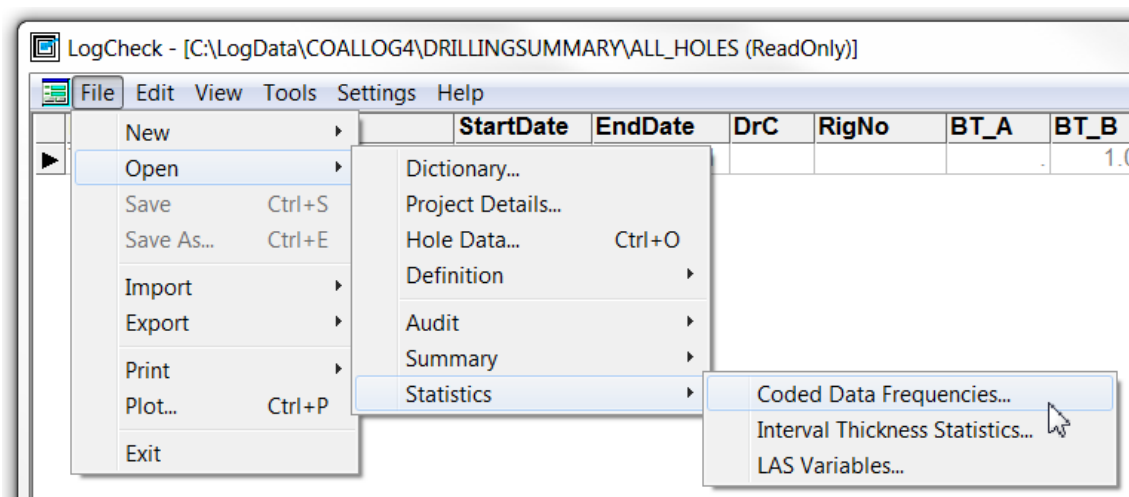 LogCheck - [C:\LogData\COALLOG4\DRILLINGSUMMARY\ALL_HOLES (ReadOnly)]
File Edit View Tools Settings Help
StartDate EndDate DrC RigNo BT_A BT_B
. 1.0
New
Open
Save Ctrl+S
Save As... Ctrl+E
Import
Export
Print
Plot... Ctrl+P
Exit
Dictionary...
Project Details...
Hole Data... Ctrl+O
Definition
Audit
Summary
Statistics
Coded Data Frequencies...
Interval Thickness Statistics...
LAS Variables...